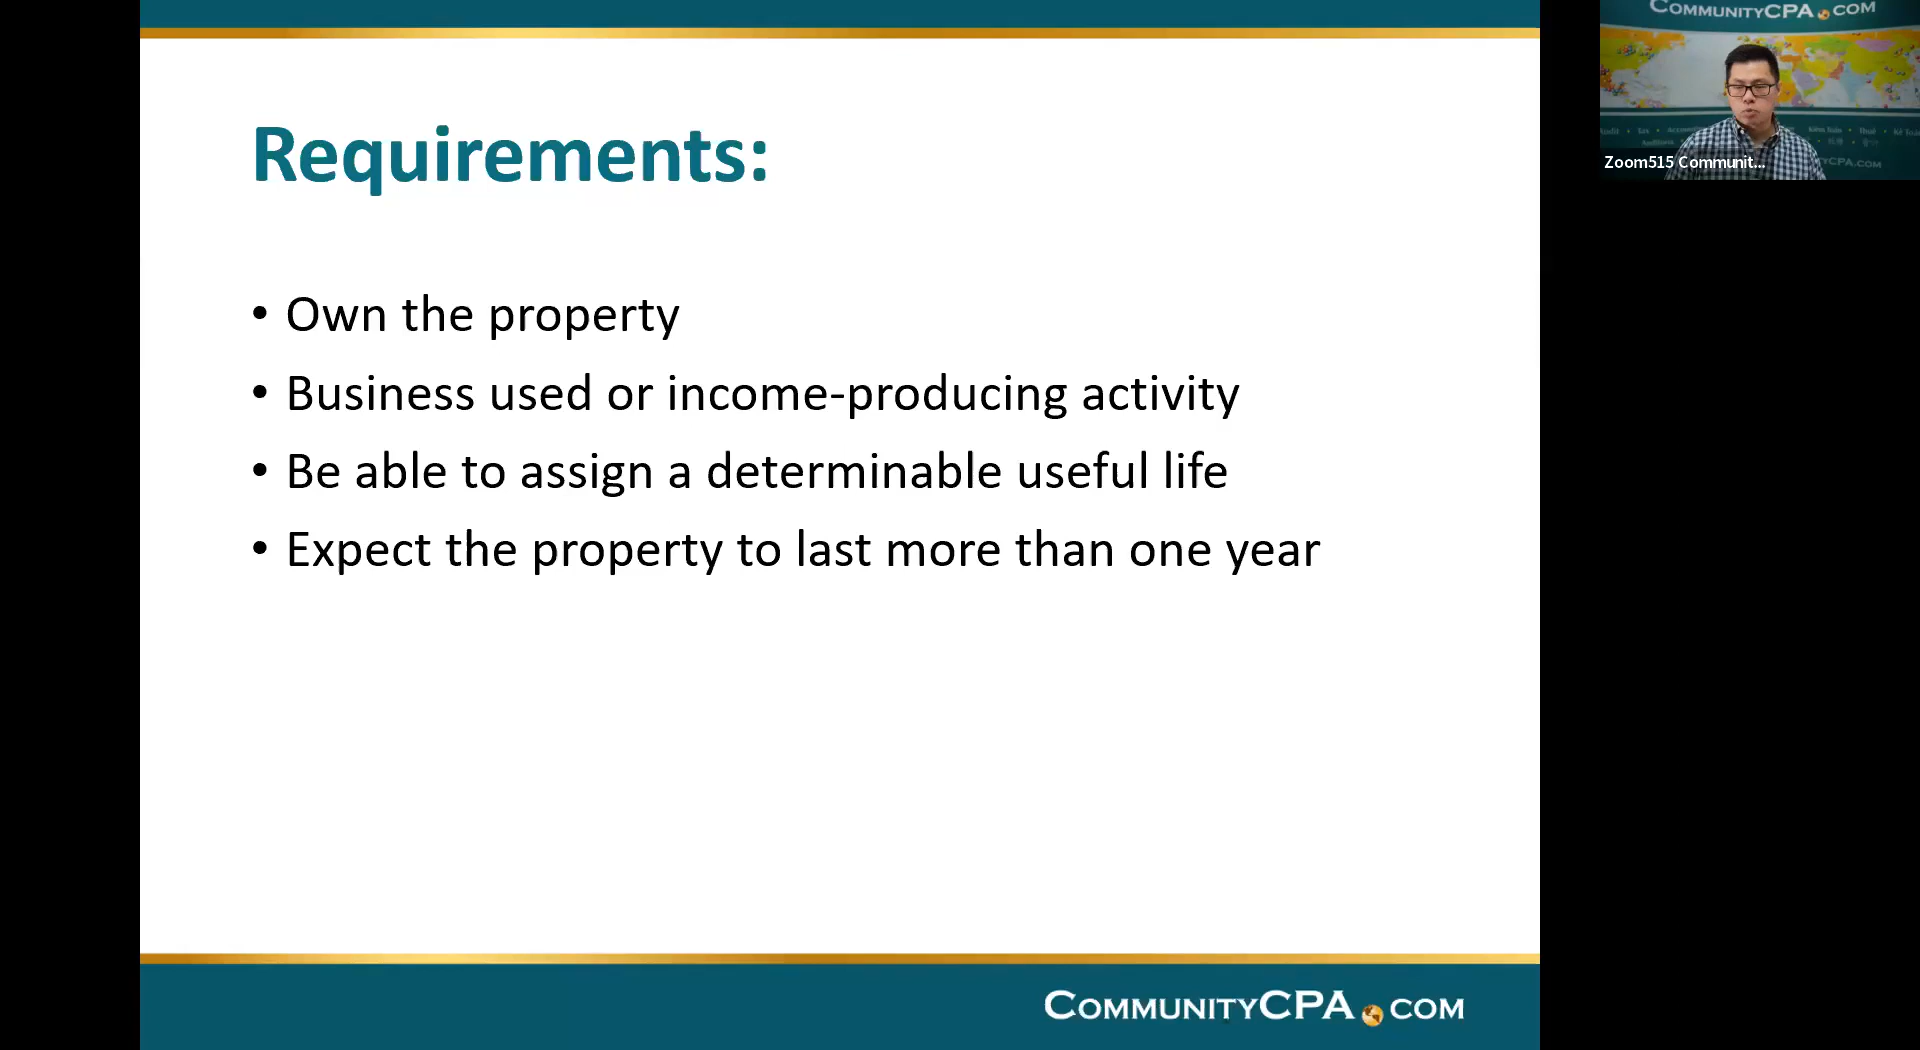 Requirements:
• Own the property
• Business used or income-producing activity
• Be able to assign a determinable useful life
• Expect the property to last more than one year
COMMUNITYCPA.COM
COMMUNITYCPA.COM
Zoom515 Communit...